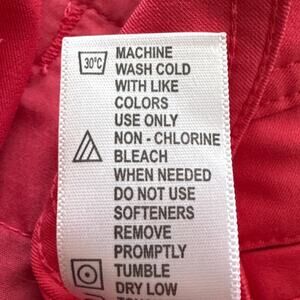 30°C MACHINE
WASH COLD
WITH LIKE
COLORS
USE ONLY
NON - CHLORINE
BLEACH
WHEN NEEDED
DO NOT USE
SOFTENERS
REMOVE
PROMPTLY
TUMBLE
DRY LOW